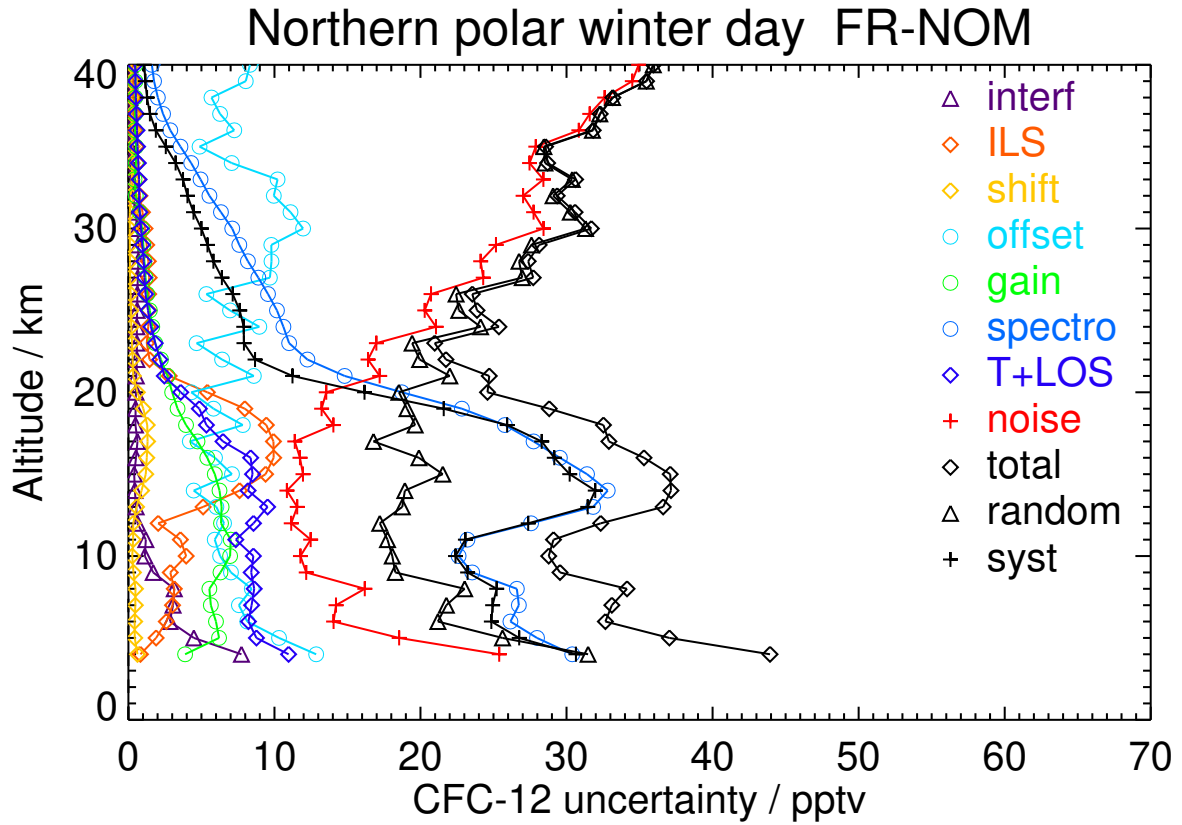 Northern polar winter day  FR-NOM
Altitude / km
40
30
20
10
0
interf
ILS
shift
offset
gain
spectro
T+LOS
noise
total
random
syst
0 10 20 30 40 50 60 70
CFC-12 uncertainty / pptv